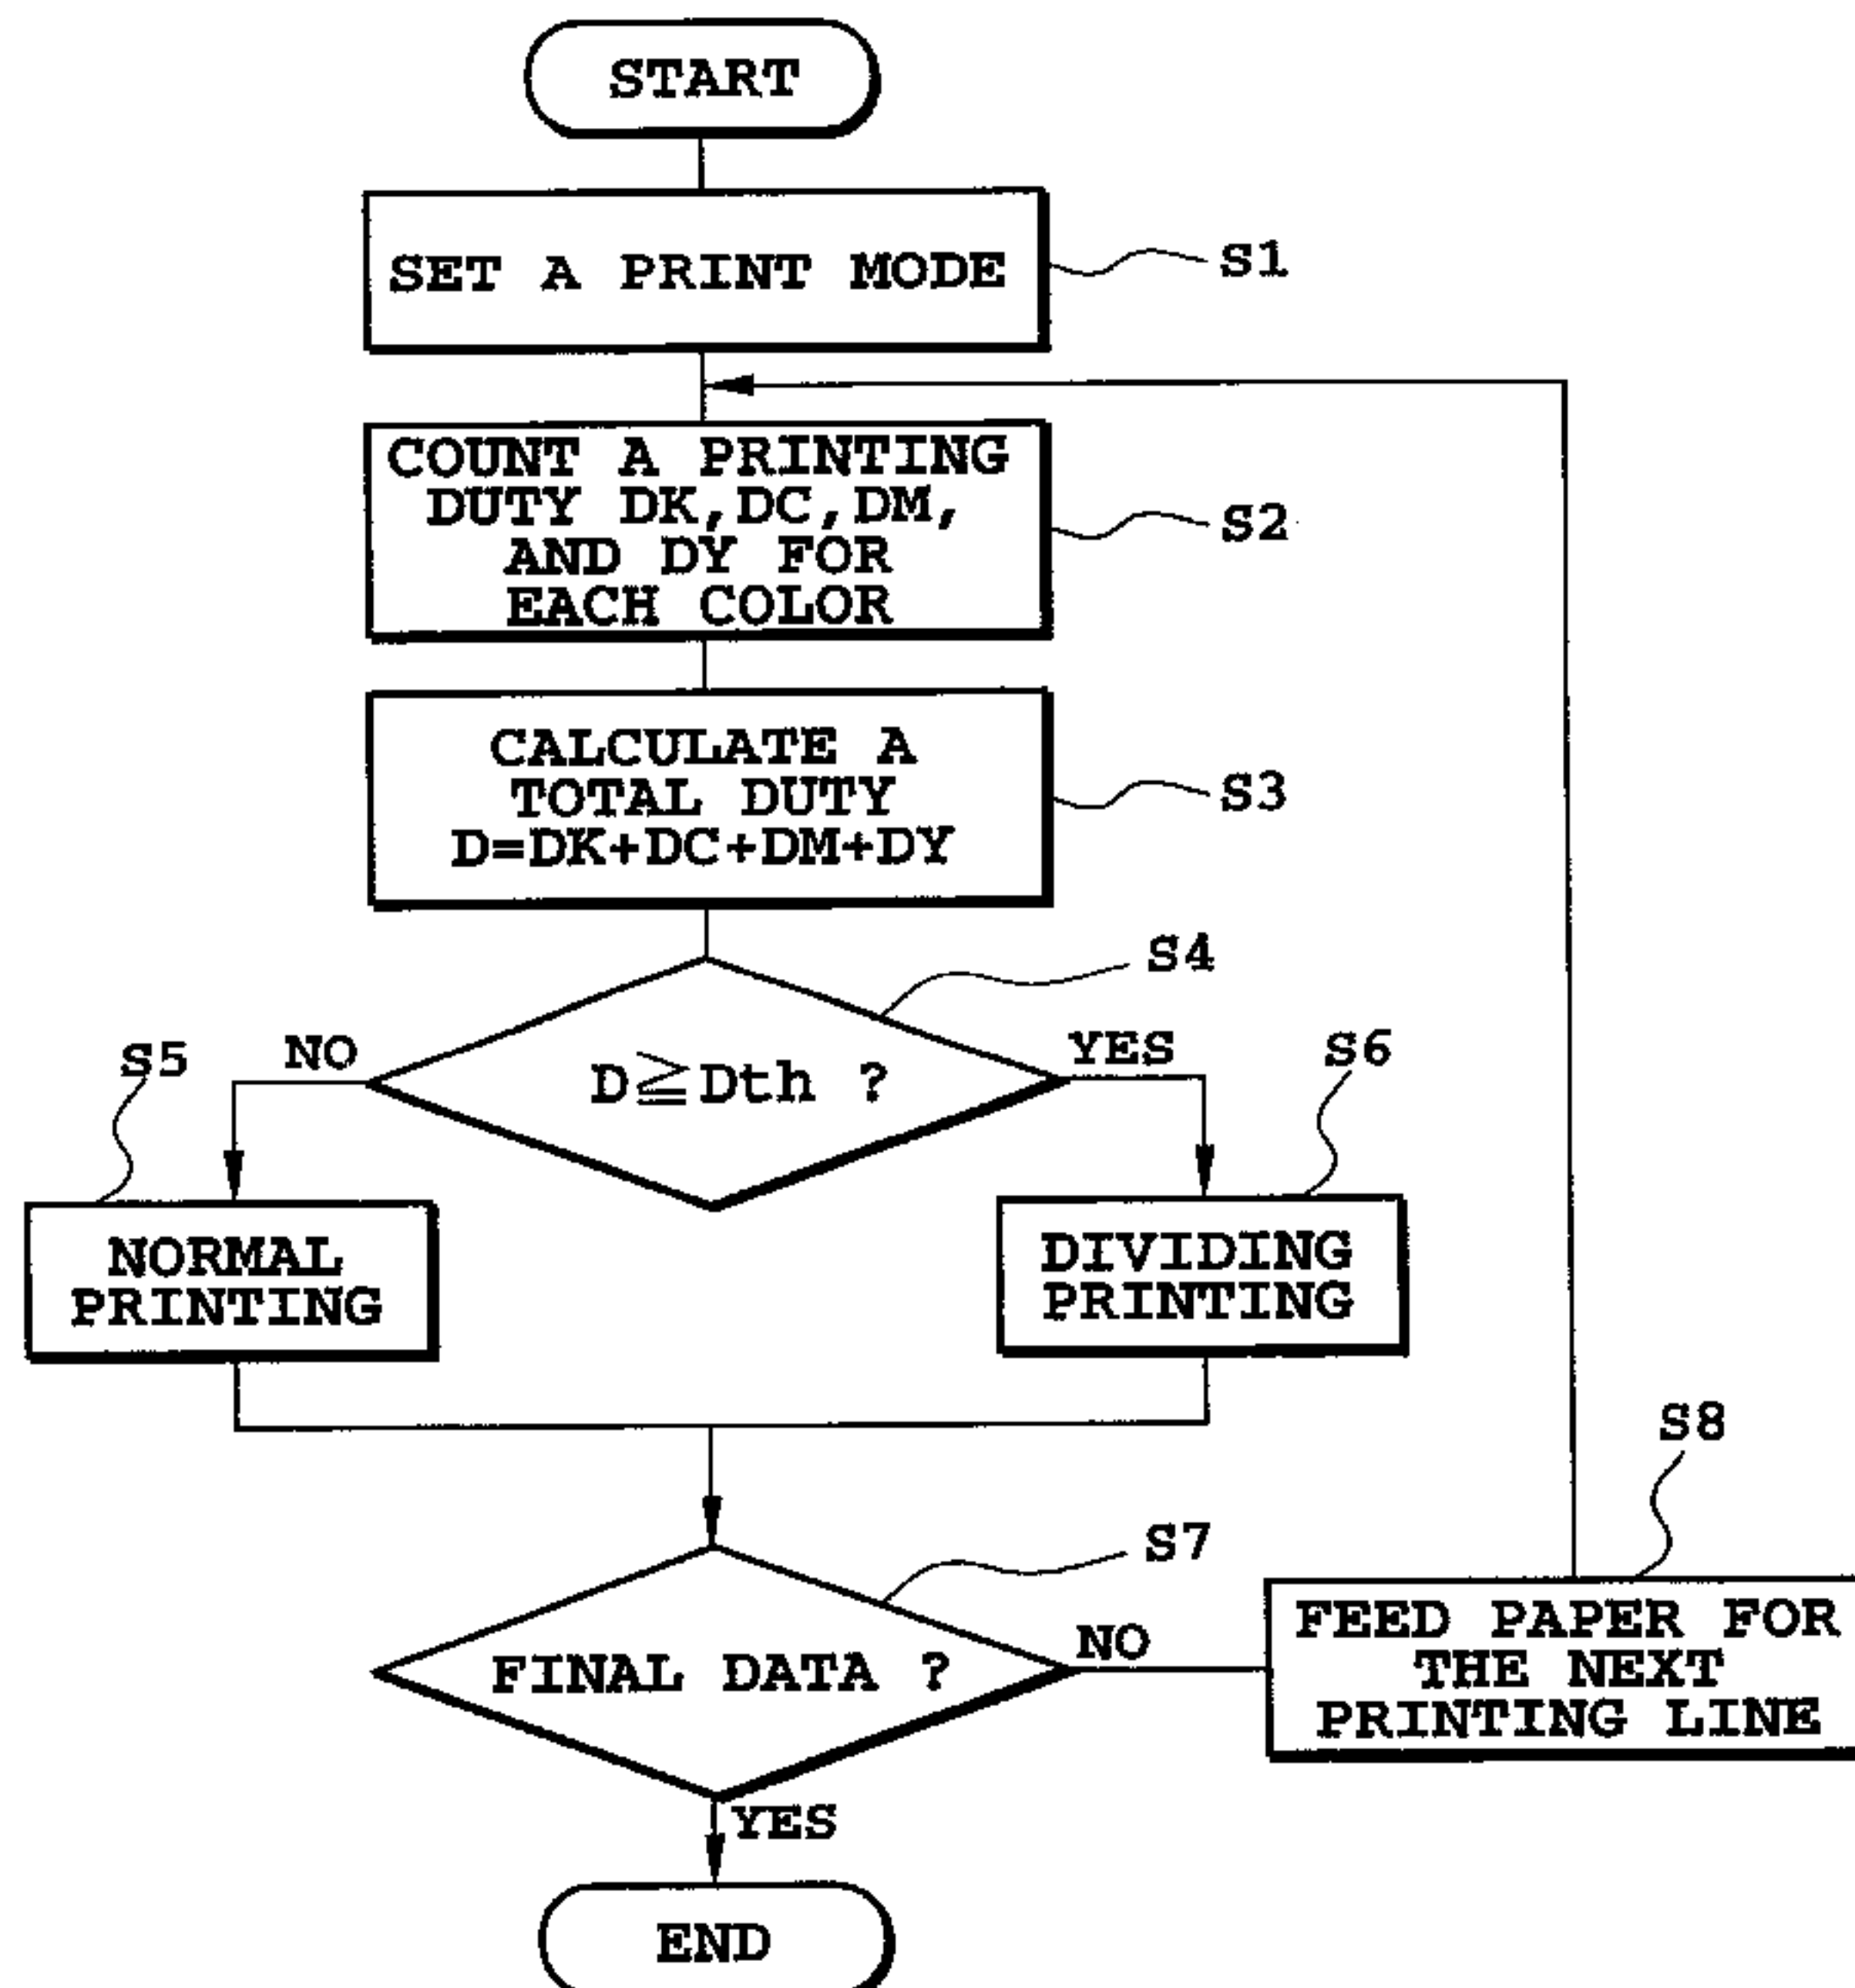 START
SET A PRINT MODE
S1
COUNT A PRINTING
DUTY DK,DC,DM,
AND DY FOR
EACH COLOR
S2
CALCULATE A
TOTAL DUTY
D=DK+DC+DM+DY
S3
S4
D≧Dth ?
NO
YES
S5
S6
NORMAL
PRINTING
DIVIDING
PRINTING
S7
FINAL DATA ?
NO
S8
FEED PAPER FOR
THE NEXT
PRINTING LINE
YES
END